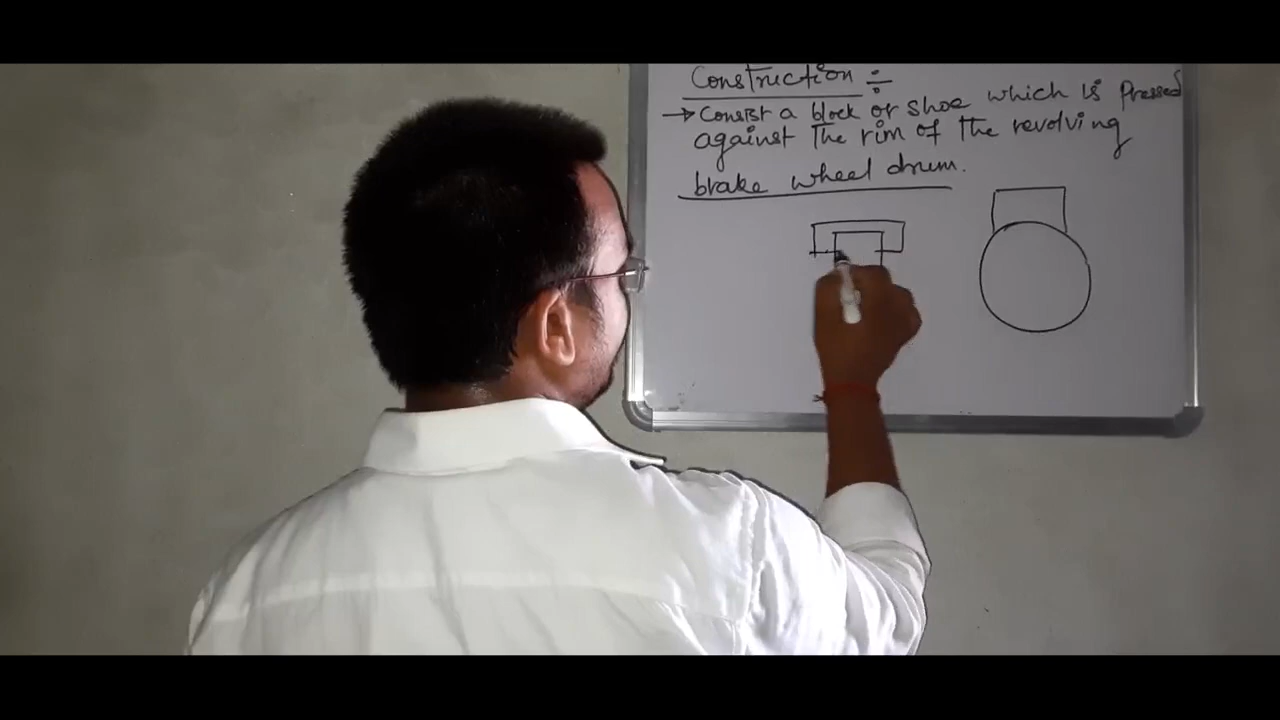 Construction ÷
→ Consist a block or shoe which is Pressed
against The rim of the revolving
brake wheel drum.